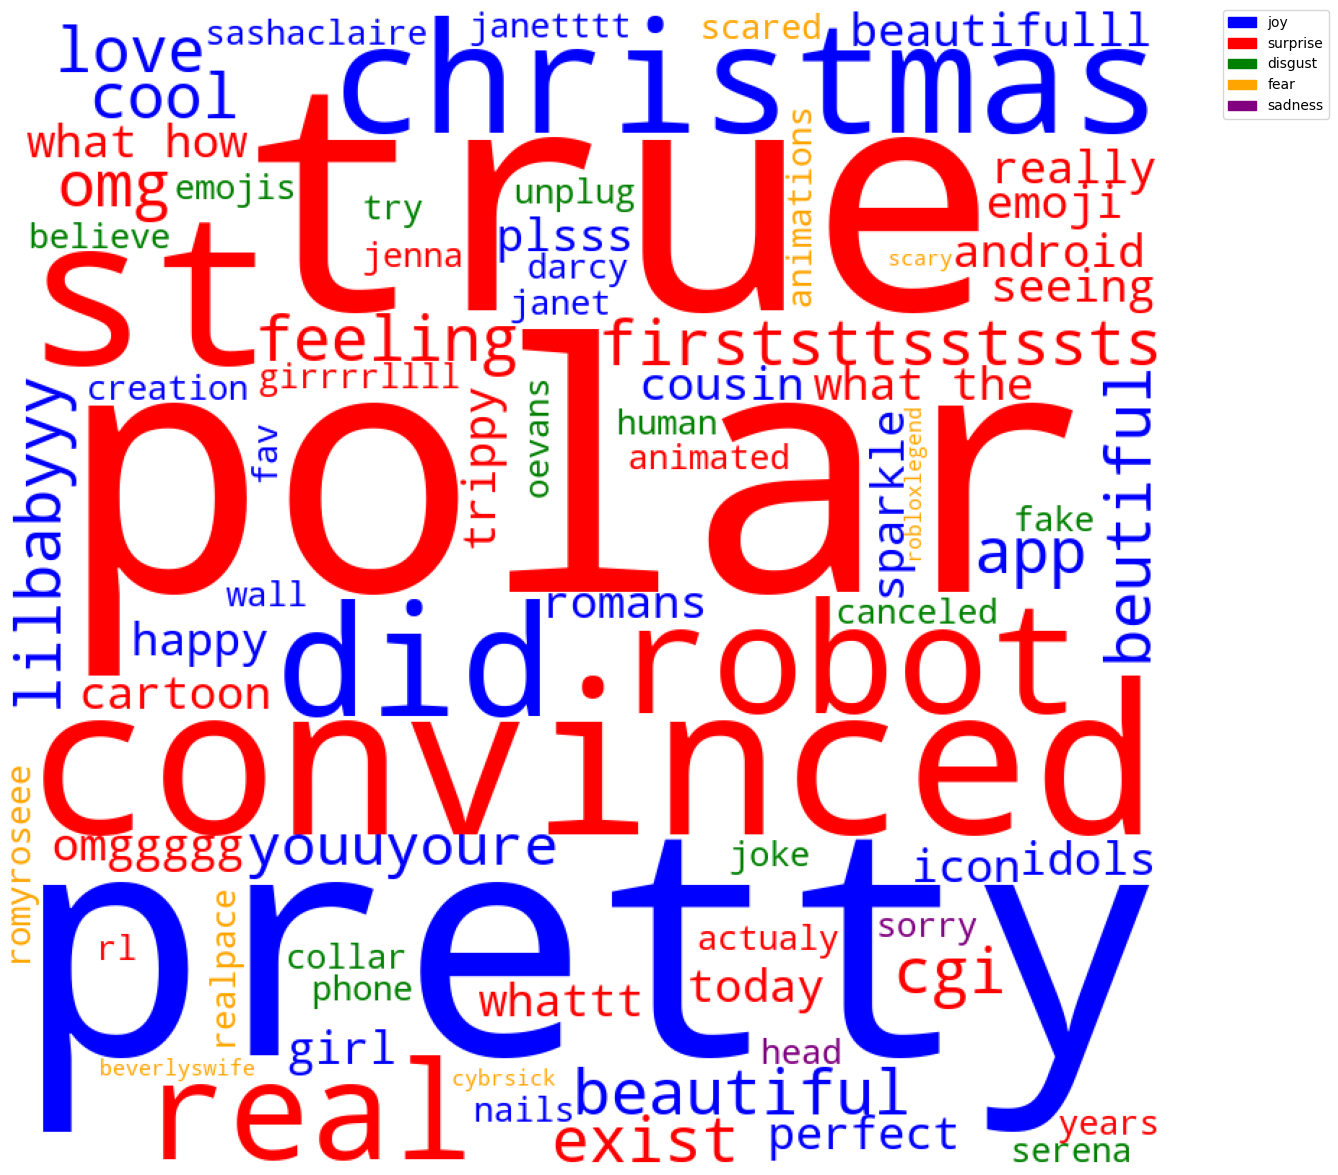 love
sashaclaire
janetttt
scared
beautifulll
joy
surprise
disgust
fear
sadness
cool
christmas
what how
true
omg
emojis
try
unplug
animations
really
emoji
believe
st
jenna
plsss
darcy
janet
scary
android
seeing
feeling
firststtsstssts
creation
girrrrllll
cousin
what the
lilbabyyy
polar
fav
trippy
oevans
human
animated
sparkle
robloxlegend
beutiful
fake
app
wall
romans
canceled
happy
did
robot
cartoon
convinced
romyroseee
omggggg
youuyoure
joke
icon
idols
pretty
rl
realpace
collar
phone
actualy
sorry
whattt
today
cgi
girl
head
beverlyswife
real
cybrsick
nails
beautiful
exist
perfect
years
serena